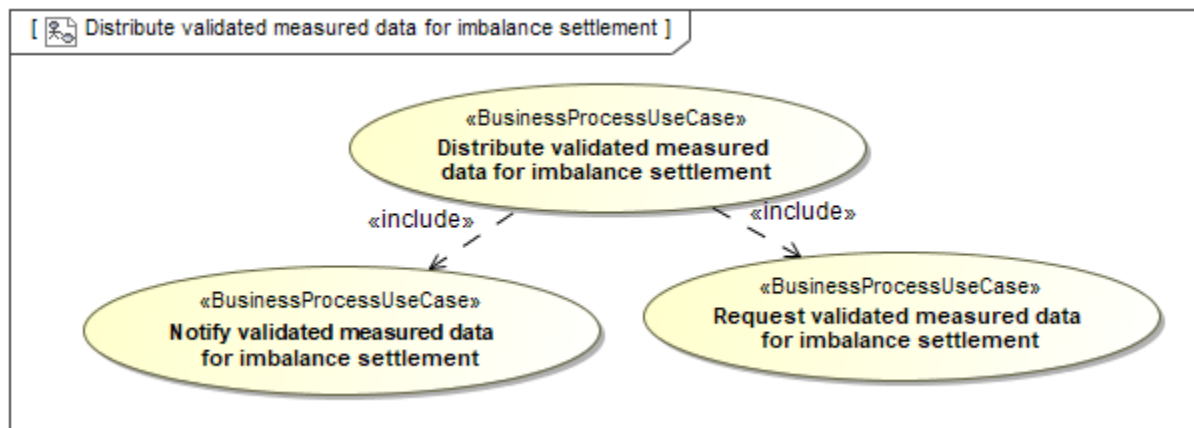 [ Distribute validated measured data for imbalance settlement ]
«BusinessProcessUseCase»
Distribute validated measured
data for imbalance settlement
«include»
«include»
«BusinessProcessUseCase»
Notify validated measured data
for imbalance settlement
«BusinessProcessUseCase»
Request validated measured data
for imbalance settlement